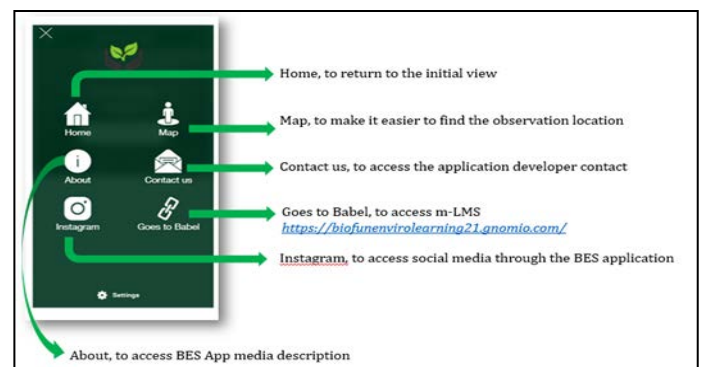 Home, to return to the initial view
Home
Map
Map, to make it easier to find the observation location
About
Contact us
Contact us, to access the application developer contact
Instagram
Goes to Babel
Goes to Babel, to access m-LMS
https://biofunenvirolearning21.gnomio.com/
Instagram, to access social media through the BES application
Settings
About, to access BES App media description